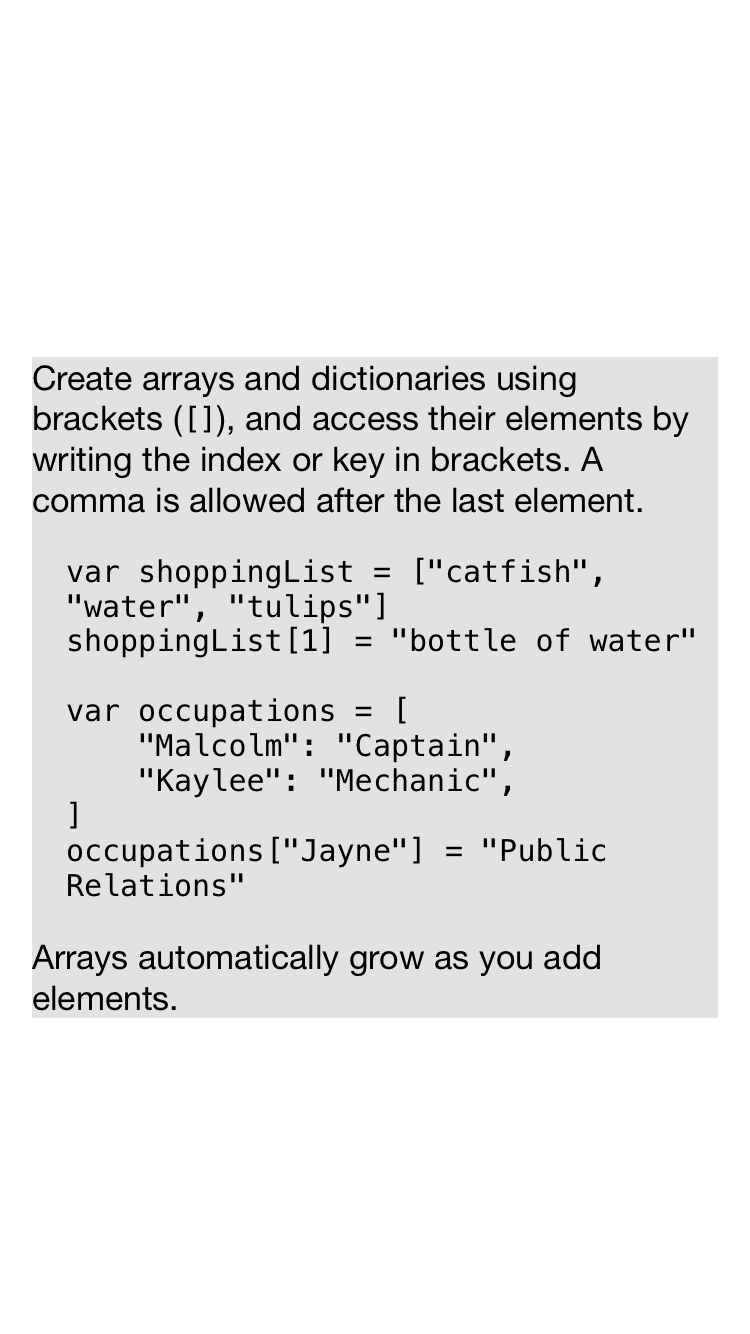 Create arrays and dictionaries using
brackets ([]), and access their elements by
writing the index or key in brackets. A
comma is allowed after the last element.
var shoppingList = ["catfish",
"water", "tulips"]
shoppingList[1] = "bottle of water"
var occupations = [
    "Malcolm": "Captain",
    "Kaylee": "Mechanic",
]
occupations["Jayne"] = "Public
Relations"
Arrays automatically grow as you add
elements.